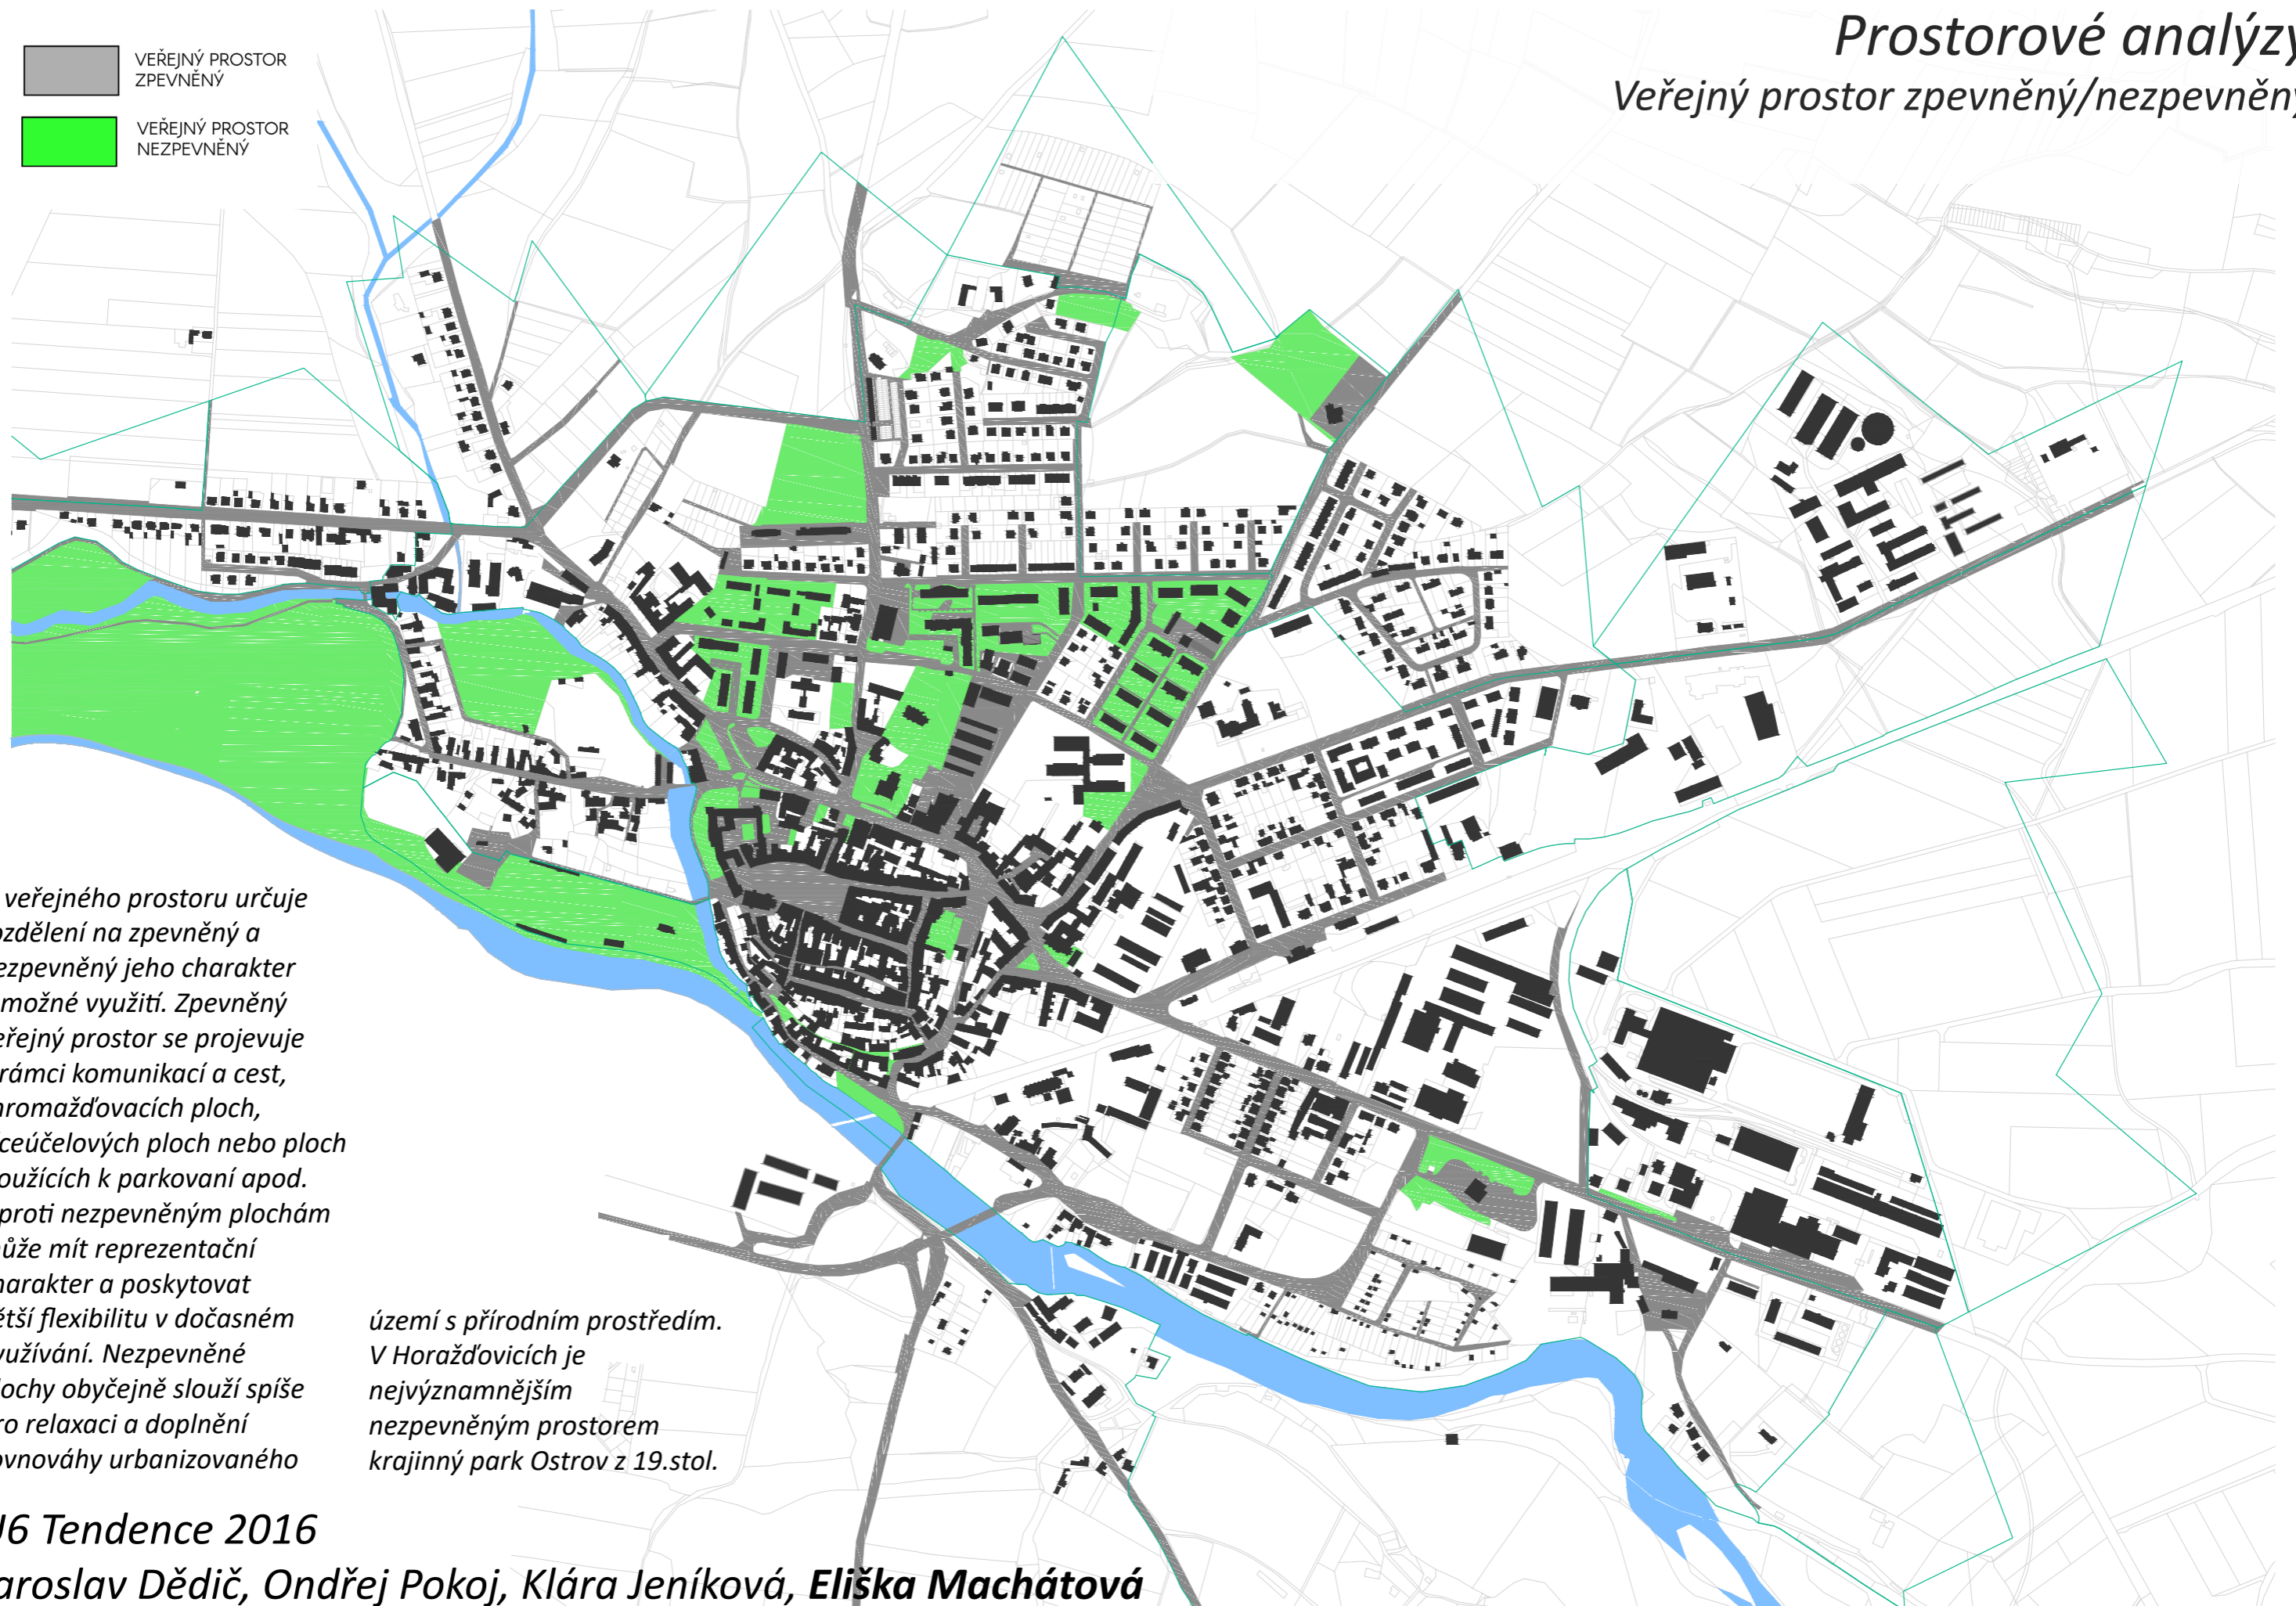 VEŘEJNÝ PROSTOR
ZPEVNĚNÝ
VEŘEJNÝ PROSTOR
NEZPEVNĚNÝ
Prostorové analýzy
Veřejný prostor zpevněný/nezpevněný
veřejného prostoru určuje
ozdělení na zpevněný a
ezpevněný jeho charakter
možné využití. Zpevněný
eřejný prostor se projevuje
rámci komunikací a cest,
hromažďovacích ploch,
íceúčelových ploch nebo ploch
oužících k parkovaní apod.
proti nezpevněným plochám
ůže mít reprezentační
harakter a poskytovat
ětší flexibilitu v dočasném
yužívání. Nezpevněné
lochy obyčejně slouží spíše
ro relaxaci a doplnění
ovnováhy urbanizovaného
území s přírodním prostředím.
V Horažďovicích je
nejvýznamnějším
nezpevněným prostorem
krajinný park Ostrov z 19.stol.
U6 Tendence 2016
aroslav Dědič, Ondřej Pokoj, Klára Jeníková, Eliška Machátová